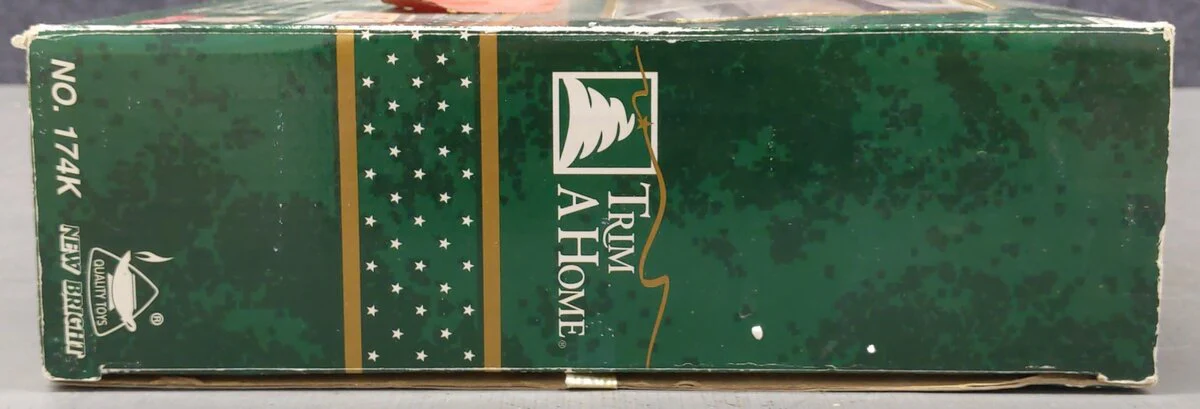 TRIM
A HOME®
NO. 174K
NEW BRIGHT
QUALITY TOYS
®